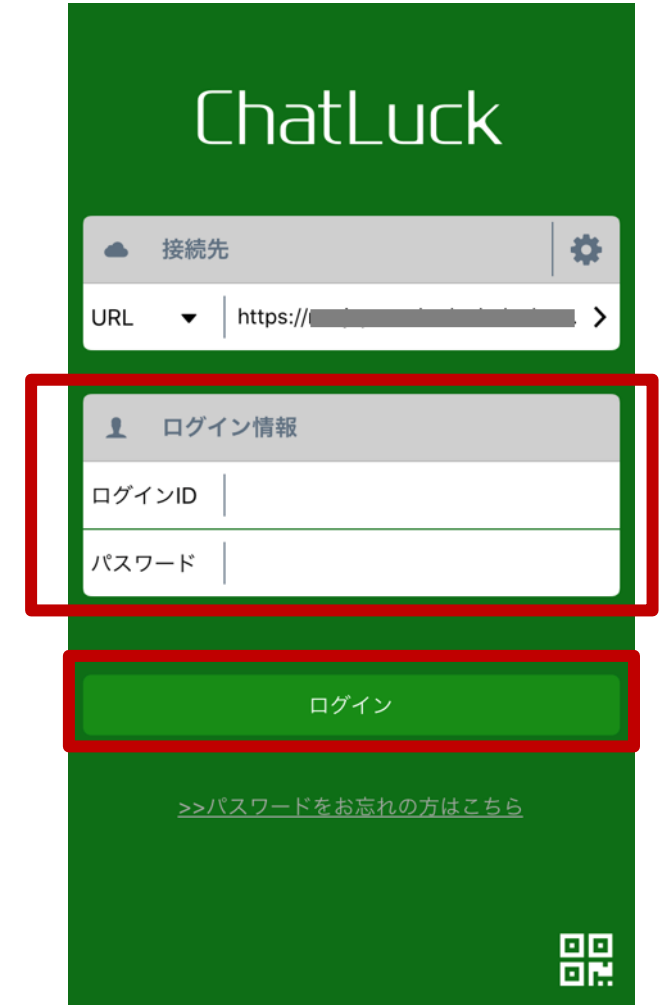 ChatLuck
接続先
URL https://
ログイン情報
ログインID
パスワード
ログイン
>>パスワードをお忘れの方はこちら